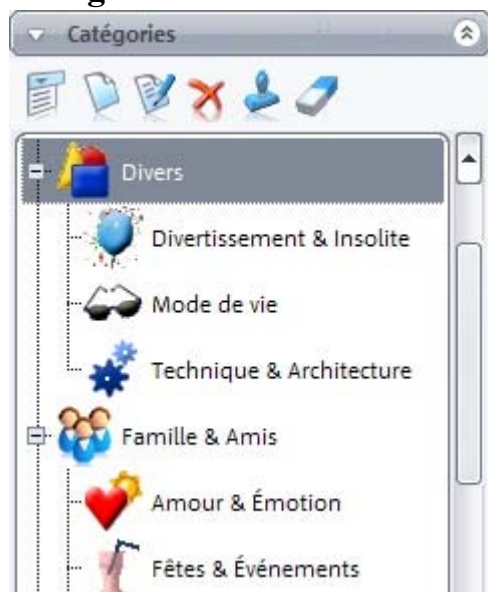 Catégories
Divers
Divertissement & Insolite
Mode de vie
Technique & Architecture
Famille & Amis
Amour & Émotion
Fêtes & Événements